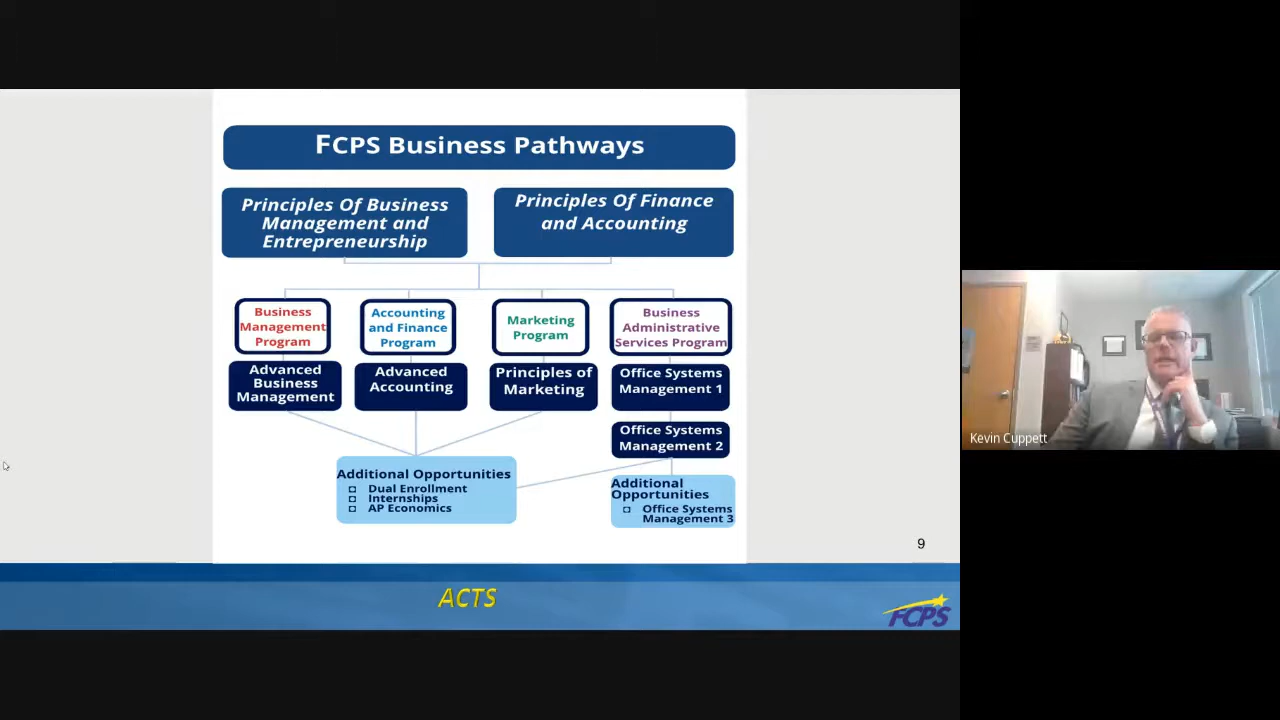 FCPS Business Pathways
Principles Of Business
Management and
Entrepreneurship
Principles Of Finance
and Accounting
Business
Management
Program
Accounting
and Finance
Program
Marketing
Program
Business
Administrative
Services Program
Advanced
Business
Management
Advanced
Accounting
Principles of
Marketing
Office Systems
Management 1
Office Systems
Management 2
Additional Opportunities
Dual Enrollment
Internships
AP Economics
Additional
Opportunities
Office Systems
Management 3
9
ACTS
FCPS
Kevin Cuppett